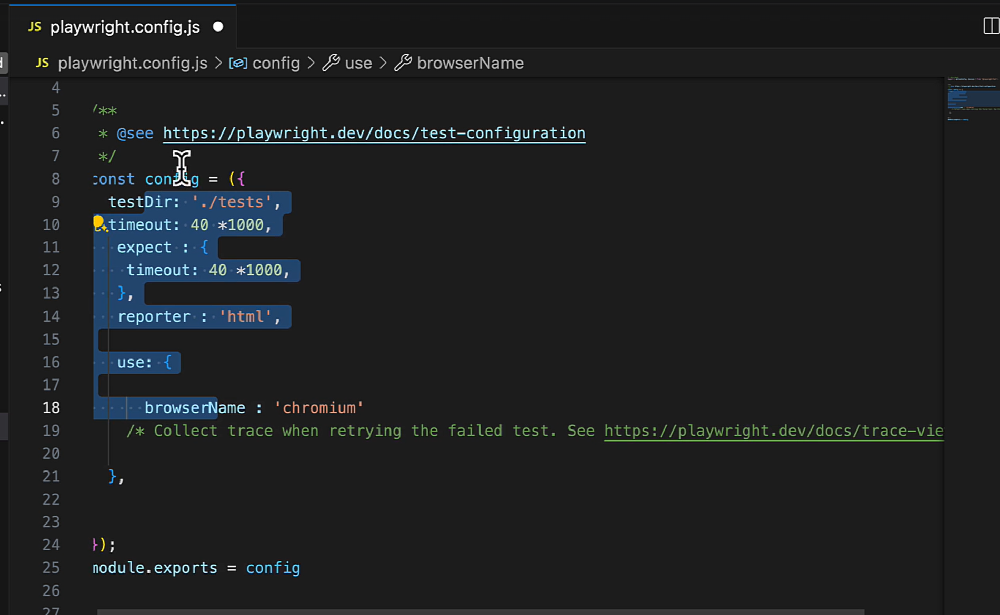 JS playwright.config.js
JS playwright.config.js > config > use > browserName
4
5 /**
6 * @see https://playwright.dev/docs/test-configuration
7 */
8 const config = ({
9 testDir: './tests',
10 timeout: 40 *1000,
11 expect : {
12 timeout: 40 *1000,
13 },
14 reporter : 'html',
15
16 use: {
17
18 browserName : 'chromium'
19 /* Collect trace when retrying the failed test. See https://playwright.dev/docs/trace-vie
20
21 },
22
23
24 });
25 module.exports = config
26
27